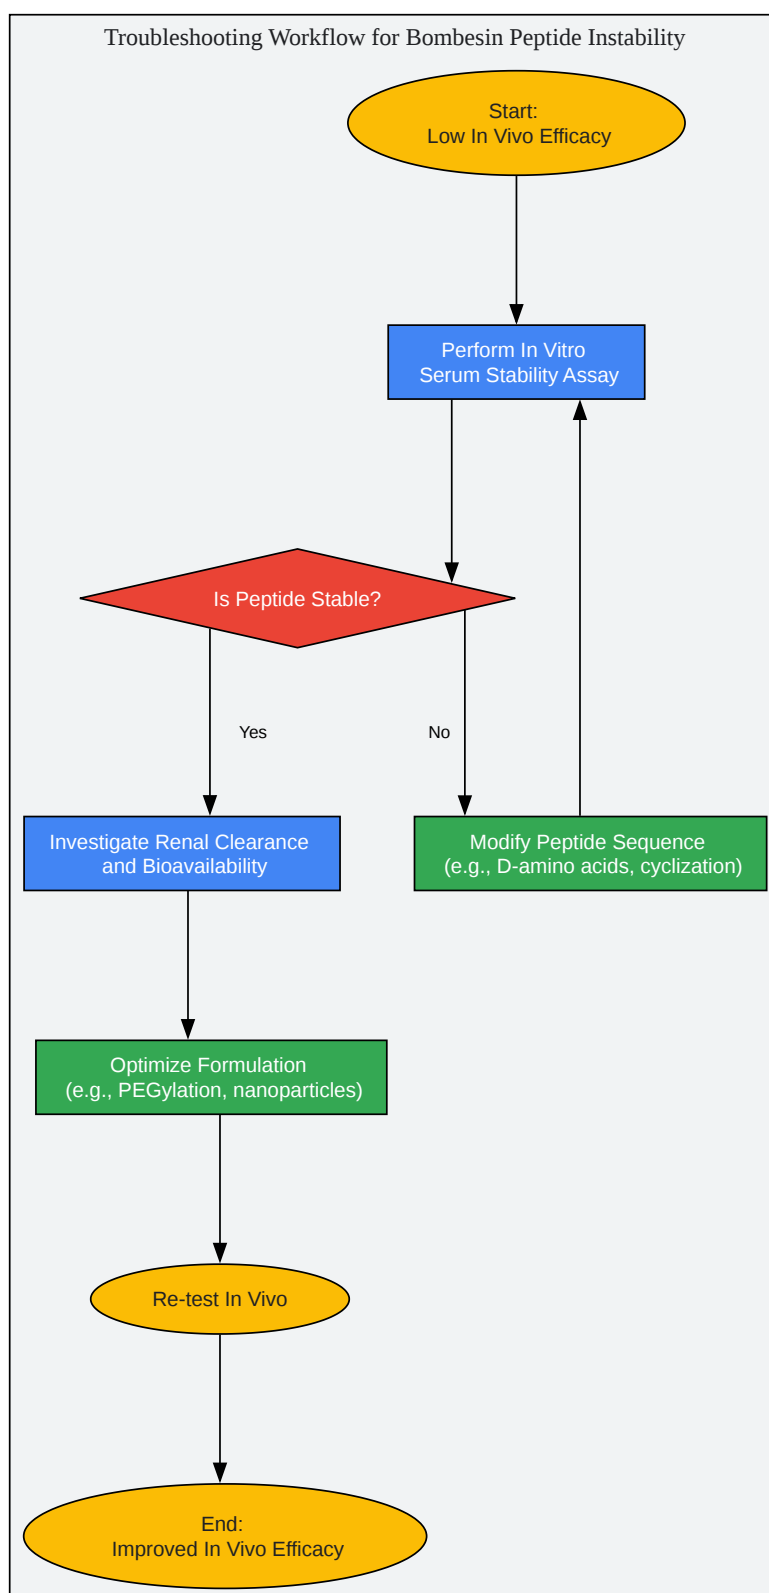 Troubleshooting Workflow for Bombesin Peptide Instability
Start:
Low In Vivo Efficacy
Perform In Vitro
Serum Stability Assay
Is Peptide Stable?
Yes
No
Investigate Renal Clearance
and Bioavailability
Modify Peptide Sequence
(e.g., D-amino acids, cyclization)
Optimize Formulation
(e.g., PEGylation, nanoparticles)
Re-test In Vivo
End:
Improved In Vivo Efficacy